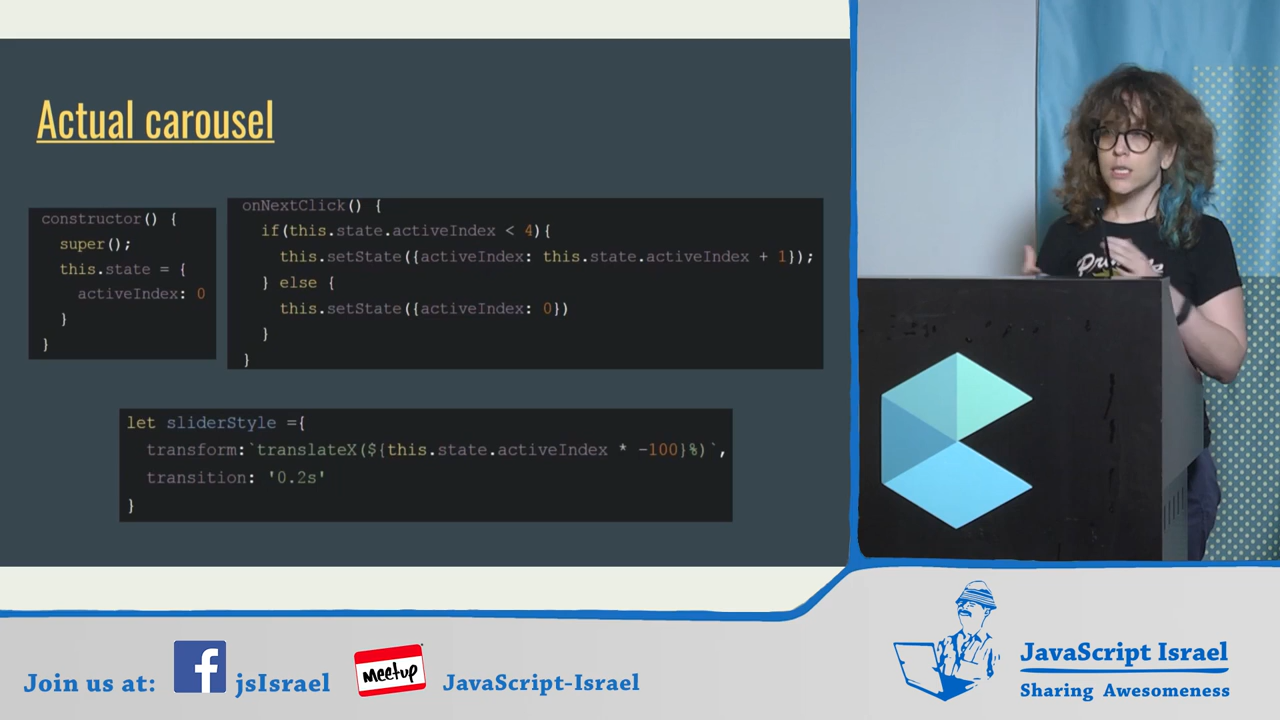 Actual carousel
constructor() {
super();
this.state = {
activeIndex: 0
}
}
onNextClick() {
if(this.state.activeIndex < 4){
this.setState({activeIndex: this.state.activeIndex + 1});
} else {
this.setState({activeIndex: 0})
}
}
let sliderStyle ={
transform:`translateX(${this.state.activeIndex * -100}%)`,
transition: '0.2s'
}
Join us at:
f
jsIsrael
meetup
JavaScript-Israel
JavaScript Israel
Sharing Awesomeness